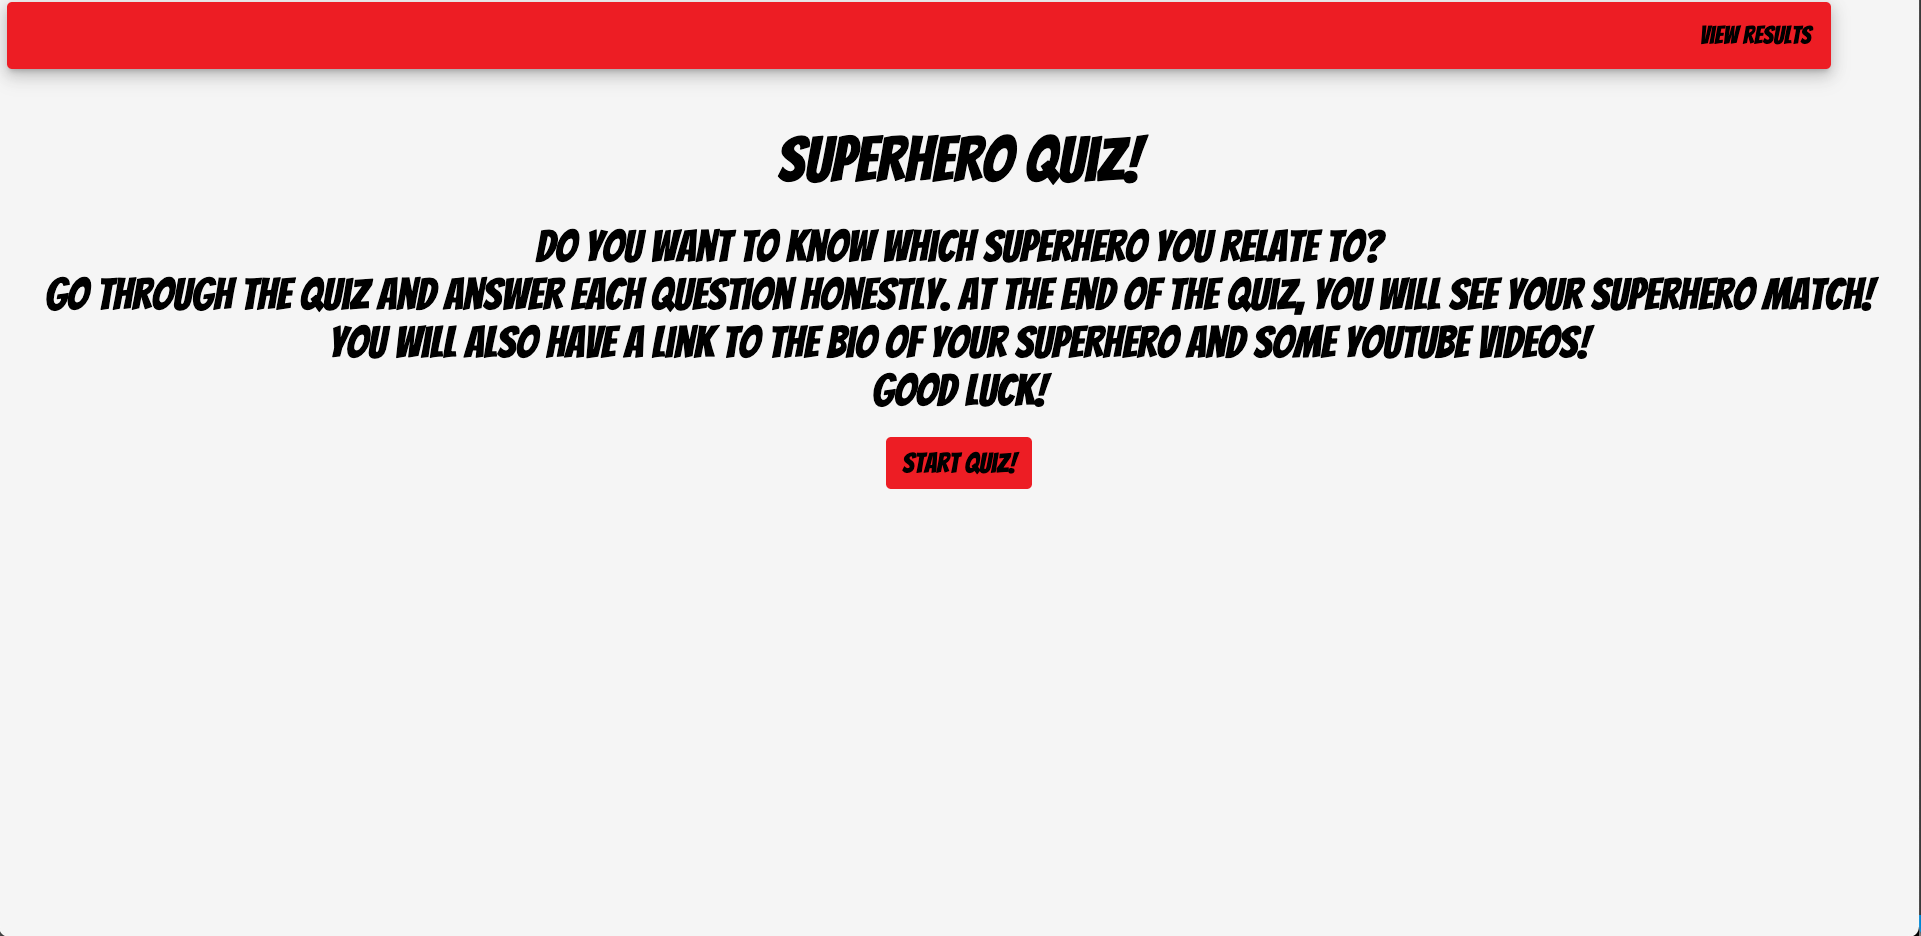 VIEW RESULTS
SUPERHERO QUIZ!
DO YOU WANT TO KNOW WHICH SUPERHERO YOU RELATE TO?
GO THROUGH THE QUIZ AND ANSWER EACH QUESTION HONESTLY. AT THE END OF THE QUIZ, YOU WILL SEE YOUR SUPERHERO MATCH!
YOU WILL ALSO HAVE A LINK TO THE BIO OF YOUR SUPERHERO AND SOME YOUTUBE VIDEOS!
GOOD LUCK!
START QUIZ!